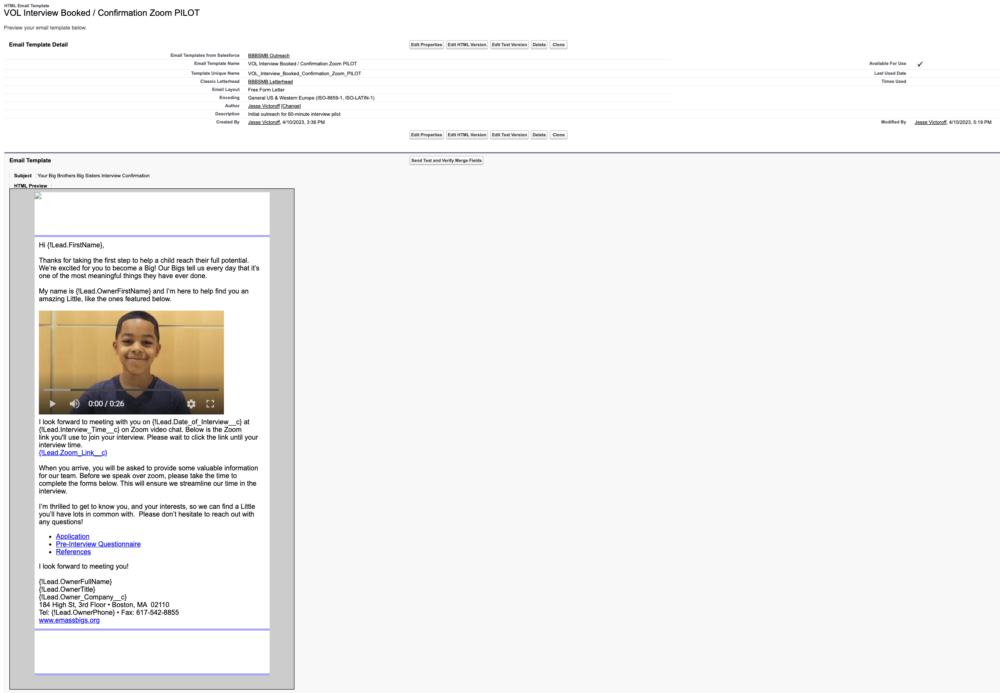 HTML Email Template
VOL Interview Booked / Confirmation Zoom PILOT
Preview your email template below.
Email Template Detail
Edit Properties Edit HTML Version Edit Text Version Delete Clone
Email Templates from Salesforce BBBSMB Outreach
Email Template Name VOL Interview Booked / Confirmation Zoom PILOT Available For Use
Template Unique Name VOL_Interview_Booked_Confirmation_Zoom_PILOT Last Used Date
Classic Letterhead BBBSMB Letterhead Times Used
Email Layout Free Form Letter
Encoding General US & Western Europe (ISO-8859-1, ISO-LATIN-1)
Author Jesse Victoroff [Change]
Description Initial outreach for 60-minute interview pilot
Created By Jesse Victoroff, 4/10/2023, 3:36 PM Modified By Jesse Victoroff, 4/10/2023, 5:19 PM
Edit Properties Edit HTML Version Edit Text Version Delete Clone
Email Template
Send Test and Verify Merge Fields
Subject Your Big Brothers Big Sisters Interview Confirmation
HTML Preview
Hi {!Lead.FirstName},
Thanks for taking the first step to help a child reach their full potential.
We’re excited for you to become a Big! Our Bigs tell us every day that it’s
one of the most meaningful things they have ever done.
My name is {!Lead.OwnerFirstName} and I’m here to help find you an
amazing Little, like the ones featured below.
0:00 / 0:26
I look forward to meeting with you on {!Lead.Date_of_Interview__c} at
{!Lead.Interview_Time__c} on Zoom video chat. Below is the Zoom
link you'll use to join your interview. Please wait to click the link until your
interview time.
{!Lead.Zoom_Link__c}
When you arrive, you will be asked to provide some valuable information
for our team. Before we speak over zoom, please take the time to
complete the forms below. This will ensure we streamline our time in the
interview.
I’m thrilled to get to know you, and your interests, so we can find a Little
you’ll have lots in common with.  Please don’t hesitate to reach out with
any questions!
• Application
• Pre-Interview Questionnaire
• References
I look forward to meeting you!
{!Lead.OwnerFullName}
{!Lead.OwnerTitle}
{!Lead.Owner_Company__c}
184 High St, 3rd Floor • Boston, MA  02110
Tel: {!Lead.OwnerPhone} • Fax: 617-542-8855
www.emassbigs.org